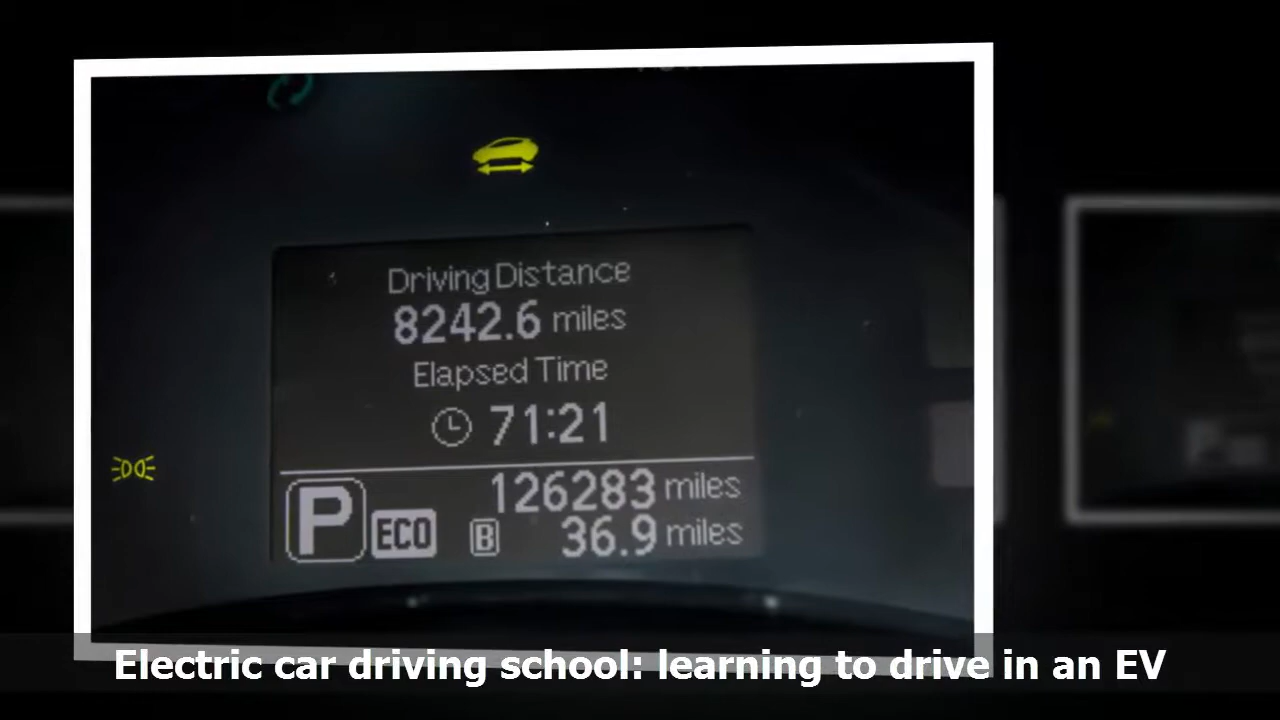 Driving Distance
8242.6 miles
Elapsed Time
71:21
126283 miles
P ECO B 36.9 miles
Electric car driving school: learning to drive in an EV